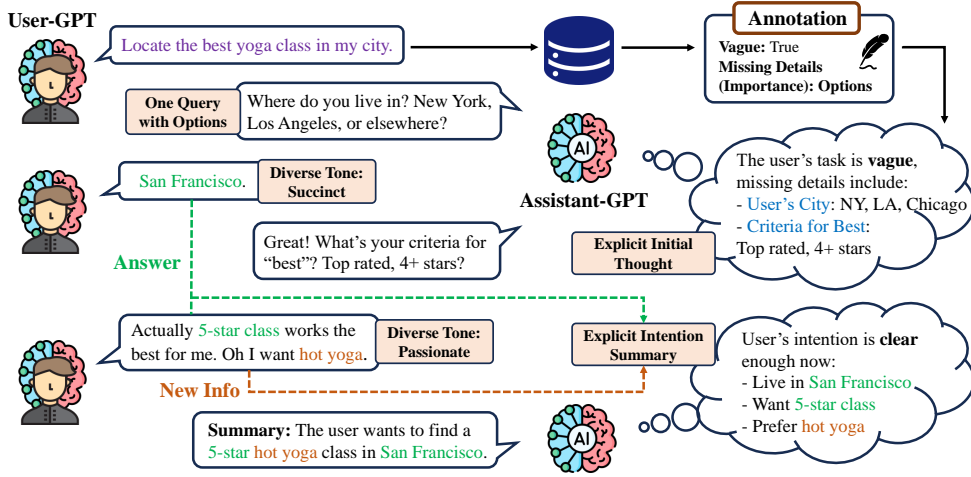 User-GPT
Locate the best yoga class in my city.
Annotation
Vague: True
Missing Details
(Importance): Options
One Query
with Options
Where do you live in? New York,
Los Angeles, or elsewhere?
AI
Assistant-GPT
The user's task is vague,
missing details include:
- User's City: NY, LA, Chicago
- Criteria for Best:
Top rated, 4+ stars
San Francisco.
Diverse Tone:
Succinct
Great! What's your criteria for
“best”? Top rated, 4+ stars?
Explicit Initial
Thought
Answer
Actually 5-star class works the
best for me. Oh I want hot yoga.
Diverse Tone:
Passionate
Explicit Intention
Summary
User's intention is clear
enough now:
- Live in San Francisco
- Want 5-star class
- Prefer hot yoga
New Info
Summary: The user wants to find a
5-star hot yoga class in San Francisco.
AI